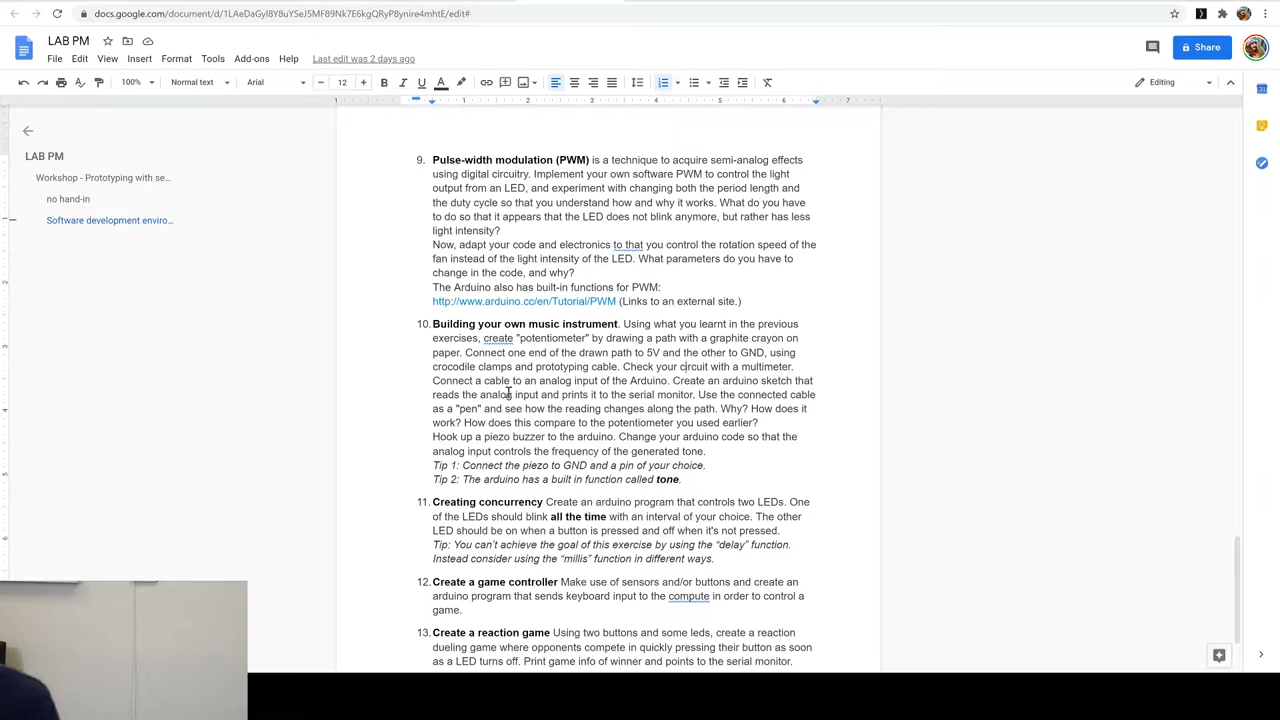 docs.google.com/document/d/1LAeDaGyl8Y8uYSeJ5MF89Nk7E6kgQRyP8ynire4mhtE/edit#
LAB PM
File Edit View Insert Format Tools Add-ons Help Last edit was 2 days ago
Share
100% Normal text Arial 12 Editing
1 1 2 3 4 5 6 7
LAB PM
Workshop - Prototyping with se...
no hand-in
Software development enviro...
9. Pulse-width modulation (PWM) is a technique to acquire semi-analog effects
using digital circuitry. Implement your own software PWM to control the light
output from an LED, and experiment with changing both the period length and
the duty cycle so that you understand how and why it works. What do you have
to do so that it appears that the LED does not blink anymore, but rather has less
light intensity?
Now, adapt your code and electronics to that you control the rotation speed of the
fan instead of the light intensity of the LED. What parameters do you have to
change in the code, and why?
The Arduino also has built-in functions for PWM:
http://www.arduino.cc/en/Tutorial/PWM (Links to an external site.)
10. Building your own music instrument. Using what you learnt in the previous
exercises, create "potentiometer" by drawing a path with a graphite crayon on
paper. Connect one end of the drawn path to 5V and the other to GND, using
crocodile clamps and prototyping cable. Check your circuit with a multimeter.
Connect a cable to an analog input of the Arduino. Create an arduino sketch that
reads the analog input and prints it to the serial monitor. Use the connected cable
as a "pen" and see how the reading changes along the path. Why? How does it
work? How does this compare to the potentiometer you used earlier?
Hook up a piezo buzzer to the arduino. Change your arduino code so that the
analog input controls the frequency of the generated tone.
Tip 1: Connect the piezo to GND and a pin of your choice.
Tip 2: The arduino has a built in function called tone.
11. Creating concurrency Create an arduino program that controls two LEDs. One
of the LEDs should blink all the time with an interval of your choice. The other
LED should be on when a button is pressed and off when it's not pressed.
Tip: You can't achieve the goal of this exercise by using the “delay” function.
Instead consider using the “millis” function in different ways.
12. Create a game controller Make use of sensors and/or buttons and create an
arduino program that sends keyboard input to the compute in order to control a
game.
13. Create a reaction game Using two buttons and some leds, create a reaction
dueling game where opponents compete in quickly pressing their button as soon
as a LED turns off. Print game info of winner and points to the serial monitor.